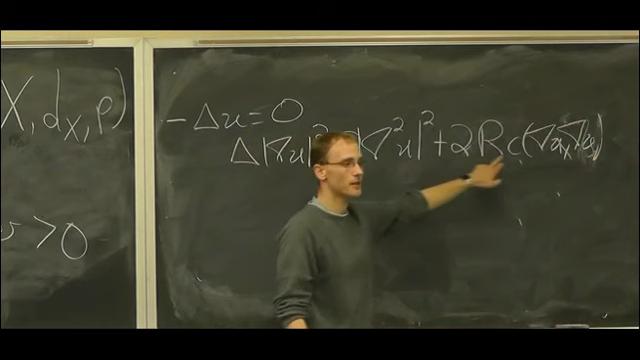 X, d_X, p)
> 0
-Δu = 0
Δ|∇u|² |∇²u|² + 2Rc(∇u,